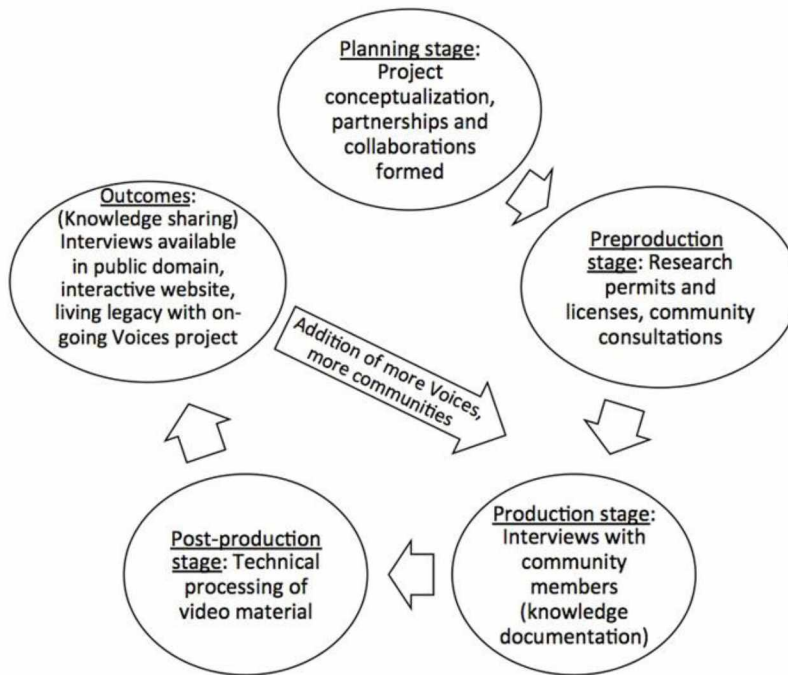 Planning stage:
Project
conceptualization,
partnerships and
collaborations
formed
Preproduction
stage: Research
permits and
licenses, community
consultations
Production stage:
Interviews with
community
members
(knowledge
documentation)
Post-production
stage: Technical
processing of
video material
Outcomes:
(Knowledge sharing)
Interviews available
in public domain,
interactive website,
living legacy with on-
going Voices project
Addition of more Voices,
more communities